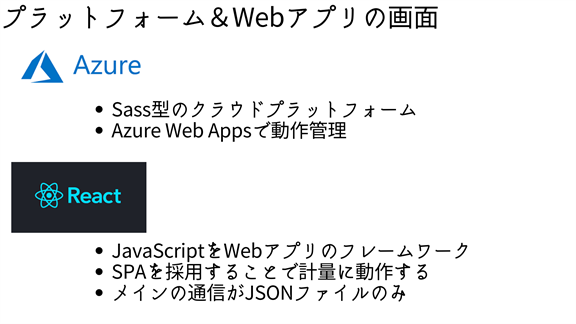 プラットフォーム＆Webアプリの画面
Azure
• Sass型のクラウドプラットフォーム
• Azure Web Appsで動作管理
React
• JavaScriptをWebアプリのフレームワーク
• SPAを採用することで計量に動作する
• メインの通信がJSONファイルのみ